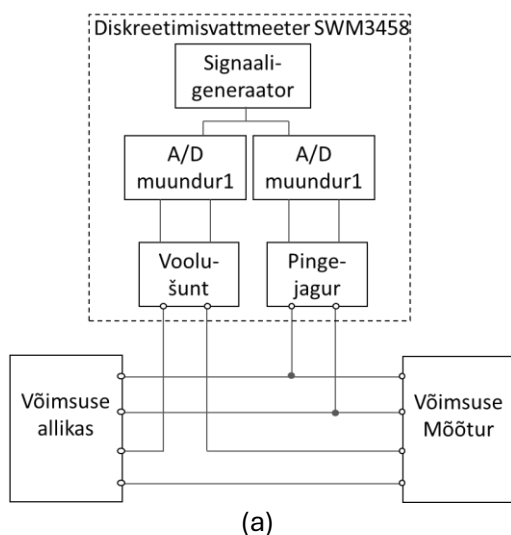 Diskreetimisvattmeeter SWM3458
Signaali-
generaator
A/D
muundur1
A/D
muundur1
Voolu-
šunt
Pinge-
jagur
Võimsuse
allikas
Võimsuse
Mõõtur
(a)